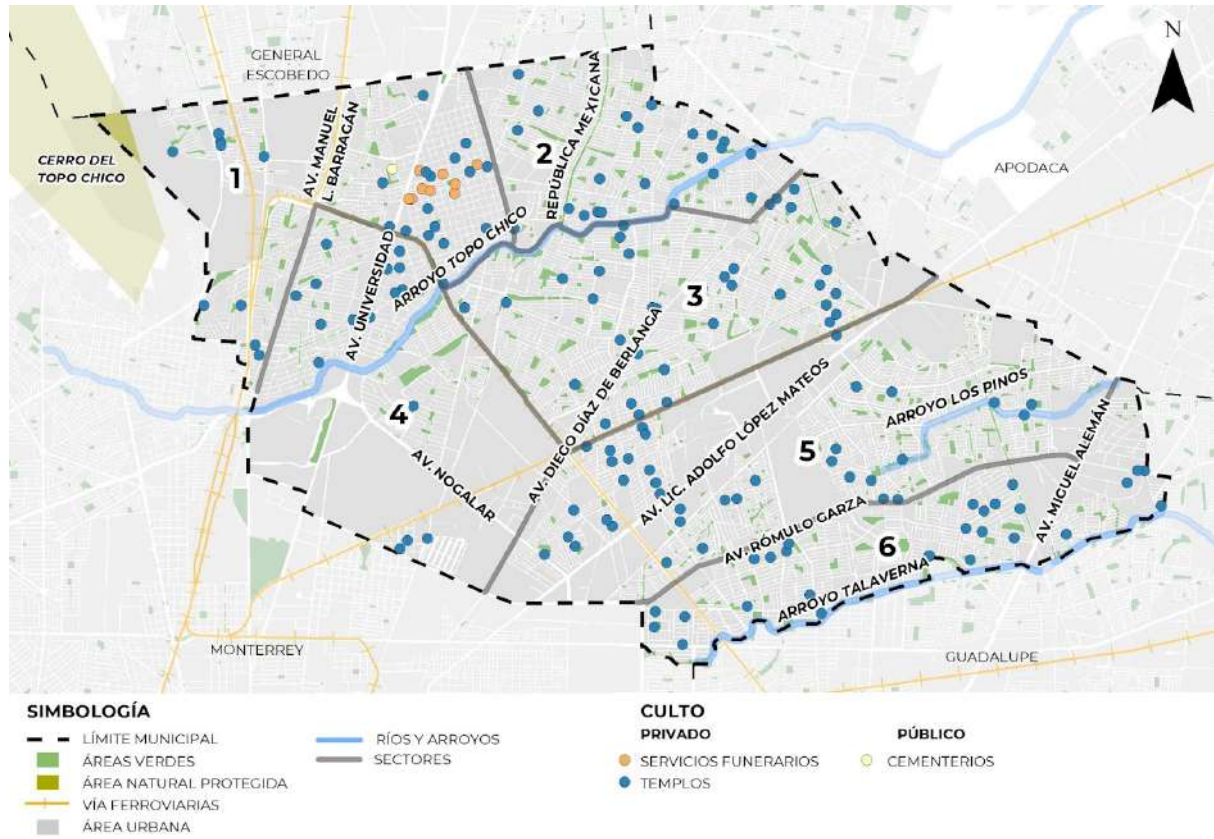 N
GENERAL
ESCOBEDO
AV. MANUEL
L. BARRAGÁN
REPÚBLICA MEXICANA
2
APODACA
CERRO DEL
TOPO CHICO
1
AV. UNIVERSIDAD
ARROYO TOPO CHICO
3
AV. DIEGO DÍAZ DE BERLANGA
AV. LIC. ADOLFO LÓPEZ MATEOS
ARROYO LOS PINOS
4
5
AV. NOGALAR
AV. MIGUEL ALEMÁN
AV. RÓMULO GARZA
6
ARROYO TALAVERNA
MONTERREY
GUADALUPE
SIMBOLOGÍA
LÍMITE MUNICIPAL
ÁREAS VERDES
ÁREA NATURAL PROTEGIDA
VÍA FERROVIARIAS
ÁREA URBANA
RÍOS Y ARROYOS
SECTORES
CULTO
PRIVADO
SERVICIOS FUNERARIOS
TEMPLOS
PÚBLICO
CEMENTERIOS